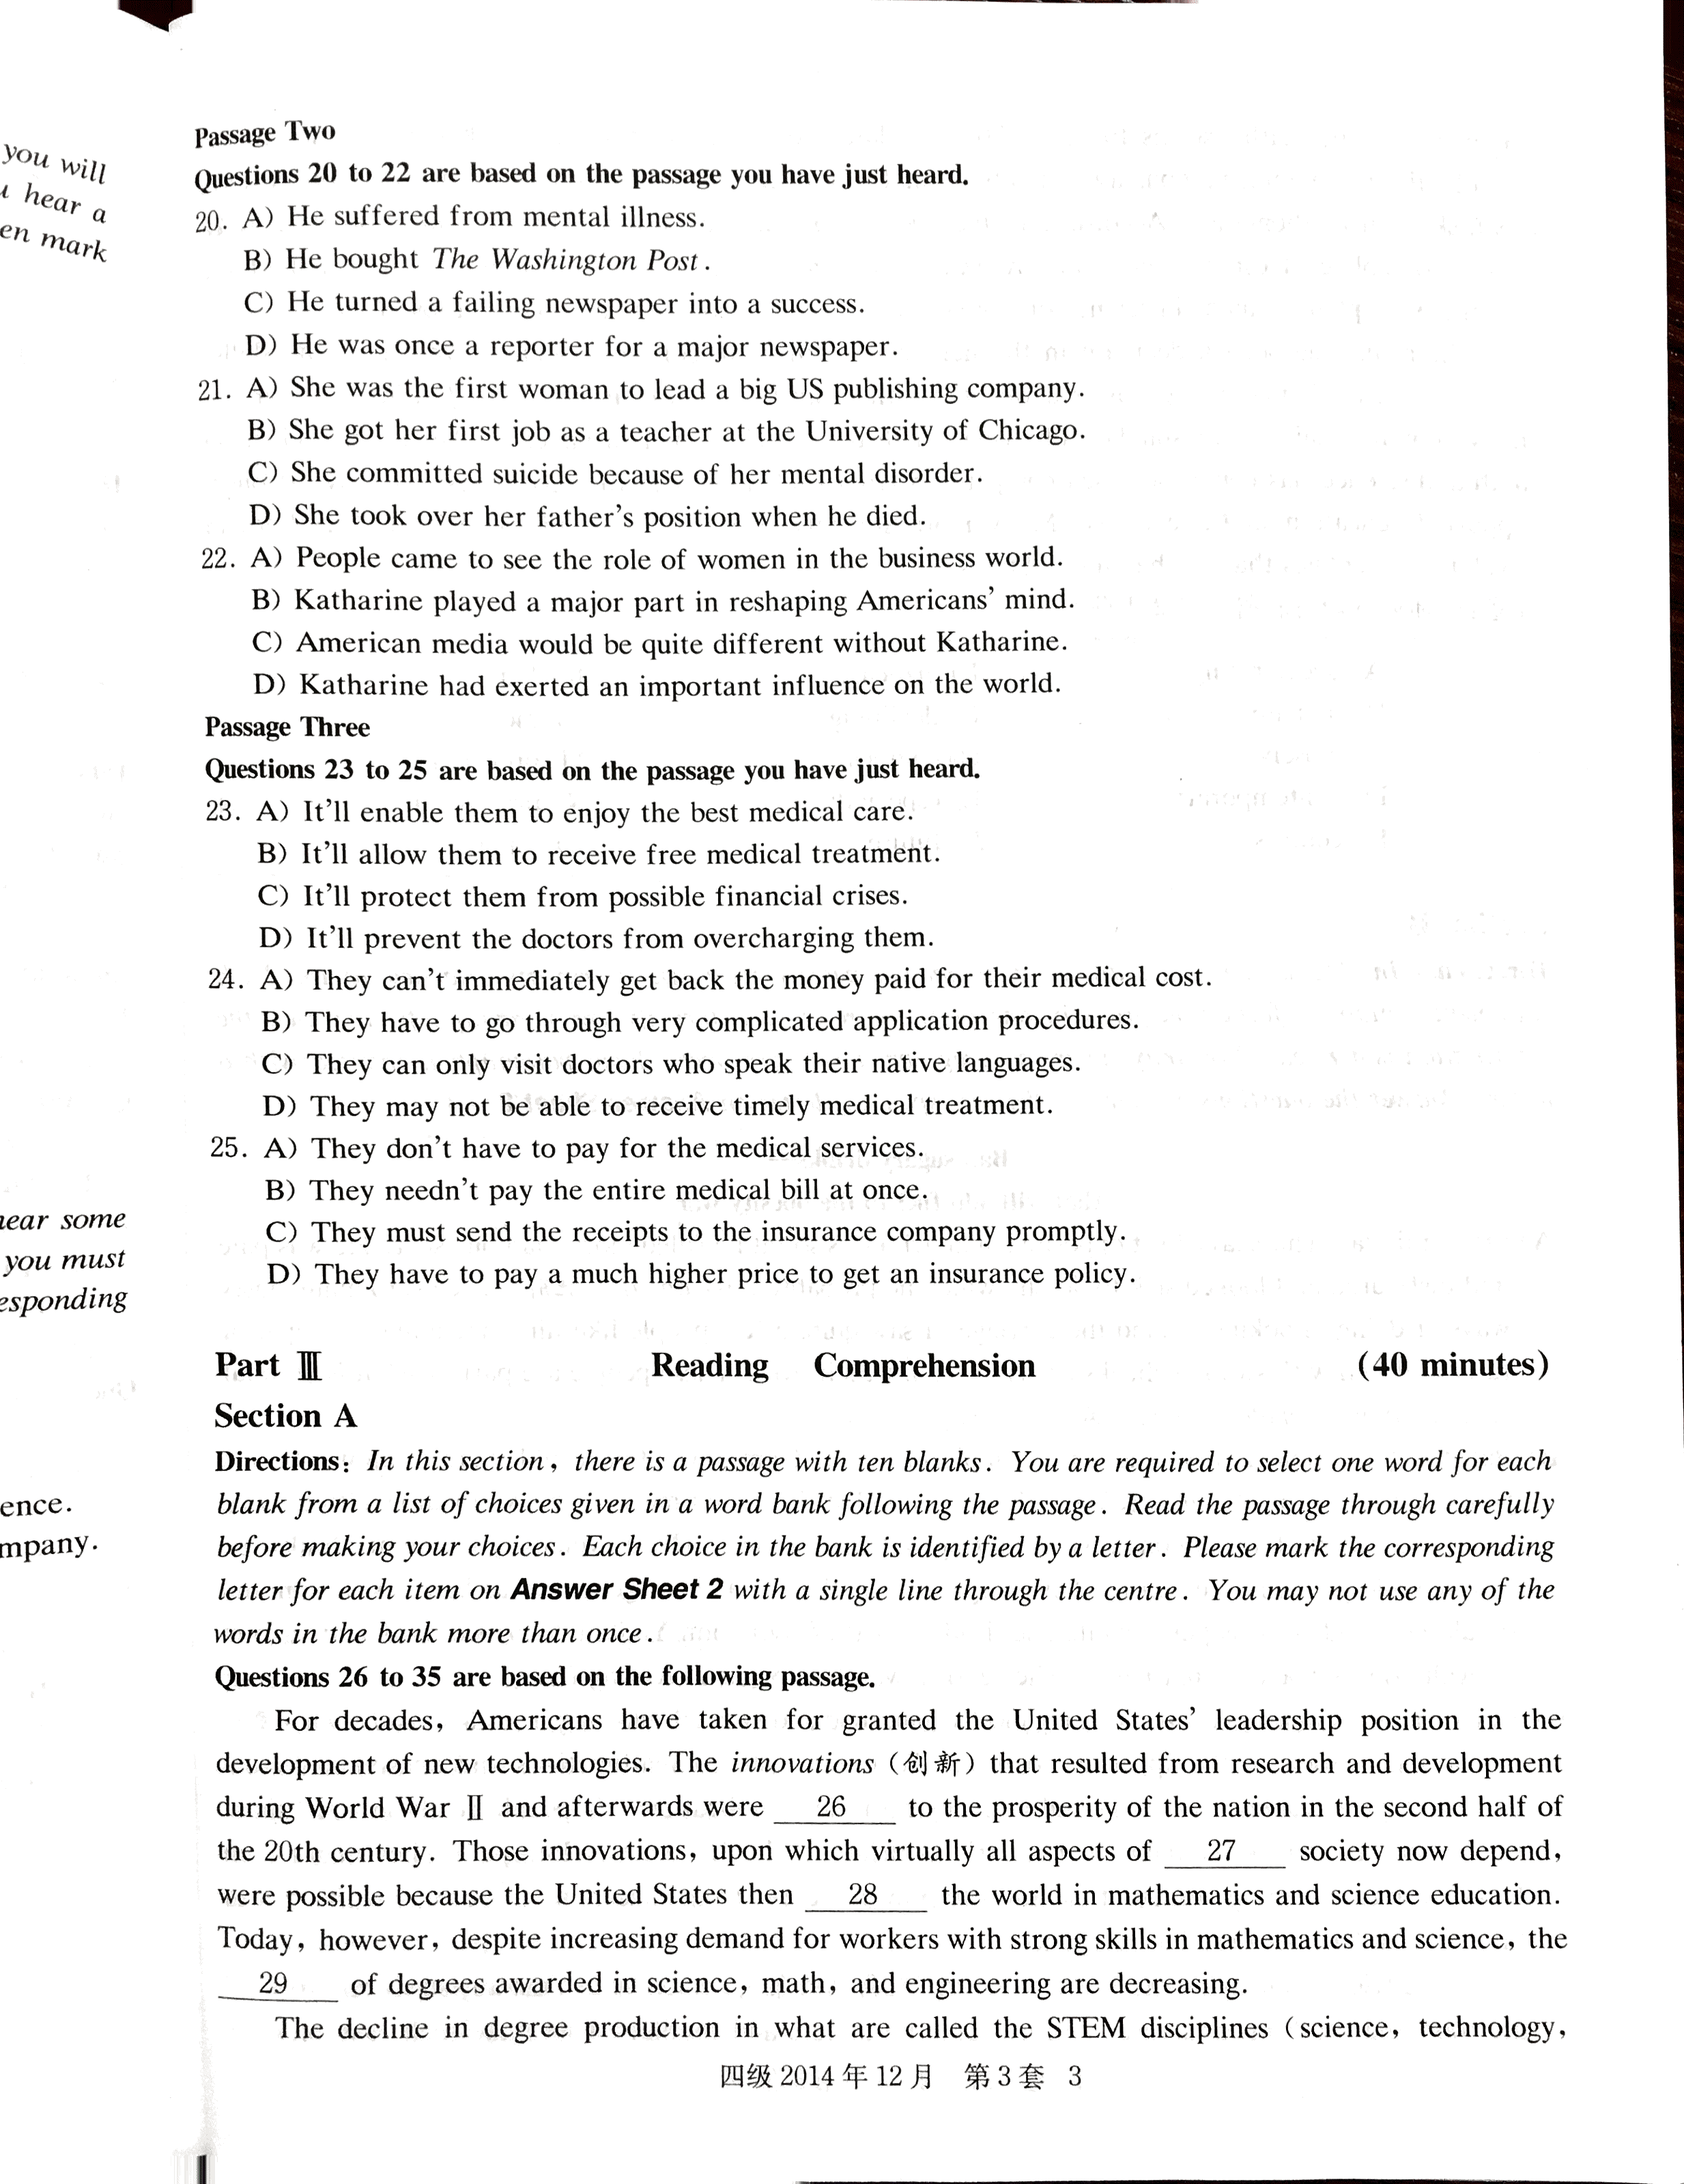 you will
hear a
en mark
Passage Two
Questions 20 to 22 are based on the passage you have just heard.
20. A) He suffered from mental illness.
B) He bought The Washington Post.
C) He turned a failing newspaper into a success.
D) He was once a reporter for a major newspaper.
21. A) She was the first woman to lead a big US publishing company.
B) She got her first job as a teacher at the University of Chicago.
C) She committed suicide because of her mental disorder.
D) She took over her father's position when he died.
22. A) People came to see the role of women in the business world.
B) Katharine played a major part in reshaping Americans' mind.
C) American media would be quite different without Katharine.
D) Katharine had exerted an important influence on the world.
Passage Three
Questions 23 to 25 are based on the passage you have just heard.
23. A) It'll enable them to enjoy the best medical care.
B) It'll allow them to receive free medical treatment.
C) It'll protect them from possible financial crises.
D) It'll prevent the doctors from overcharging them.
24. A) They can't immediately get back the money paid for their medical cost.
B) They have to go through very complicated application procedures.
C) They can only visit doctors who speak their native languages.
D) They may not be able to receive timely medical treatment.
25. A) They don't have to pay for the medical services.
B) They needn't pay the entire medical bill at once.
C) They must send the receipts to the insurance company promptly.
D) They have to pay a much higher price to get an insurance policy.
ear some
you must
esponding
ence.
mpany.
Part Ⅲ Reading Comprehension (40 minutes)
Section A
Directions: In this section, there is a passage with ten blanks. You are required to select one word for each
blank from a list of choices given in a word bank following the passage. Read the passage through carefully
before making your choices. Each choice in the bank is identified by a letter. Please mark the corresponding
letter for each item on Answer Sheet 2 with a single line through the centre. You may not use any of the
words in the bank more than once.
Questions 26 to 35 are based on the following passage.
For decades, Americans have taken for granted the United States' leadership position in the
development of new technologies. The innovations (创新) that resulted from research and development
during World War Ⅱ and afterwards were 26 to the prosperity of the nation in the second half of
the 20th century. Those innovations, upon which virtually all aspects of 27 society now depend,
were possible because the United States then 28 the world in mathematics and science education.
Today, however, despite increasing demand for workers with strong skills in mathematics and science, the
29 of degrees awarded in science, math, and engineering are decreasing.
The decline in degree production in what are called the STEM disciplines (science, technology,
四级 2014 年 12 月 第 3 套 3